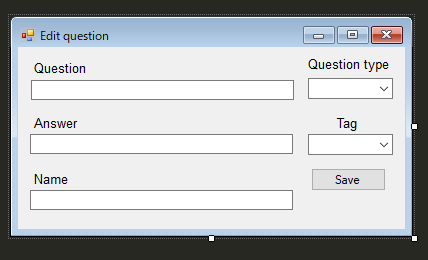 Edit question
Question
Question type
Answer
Tag
Name
Save